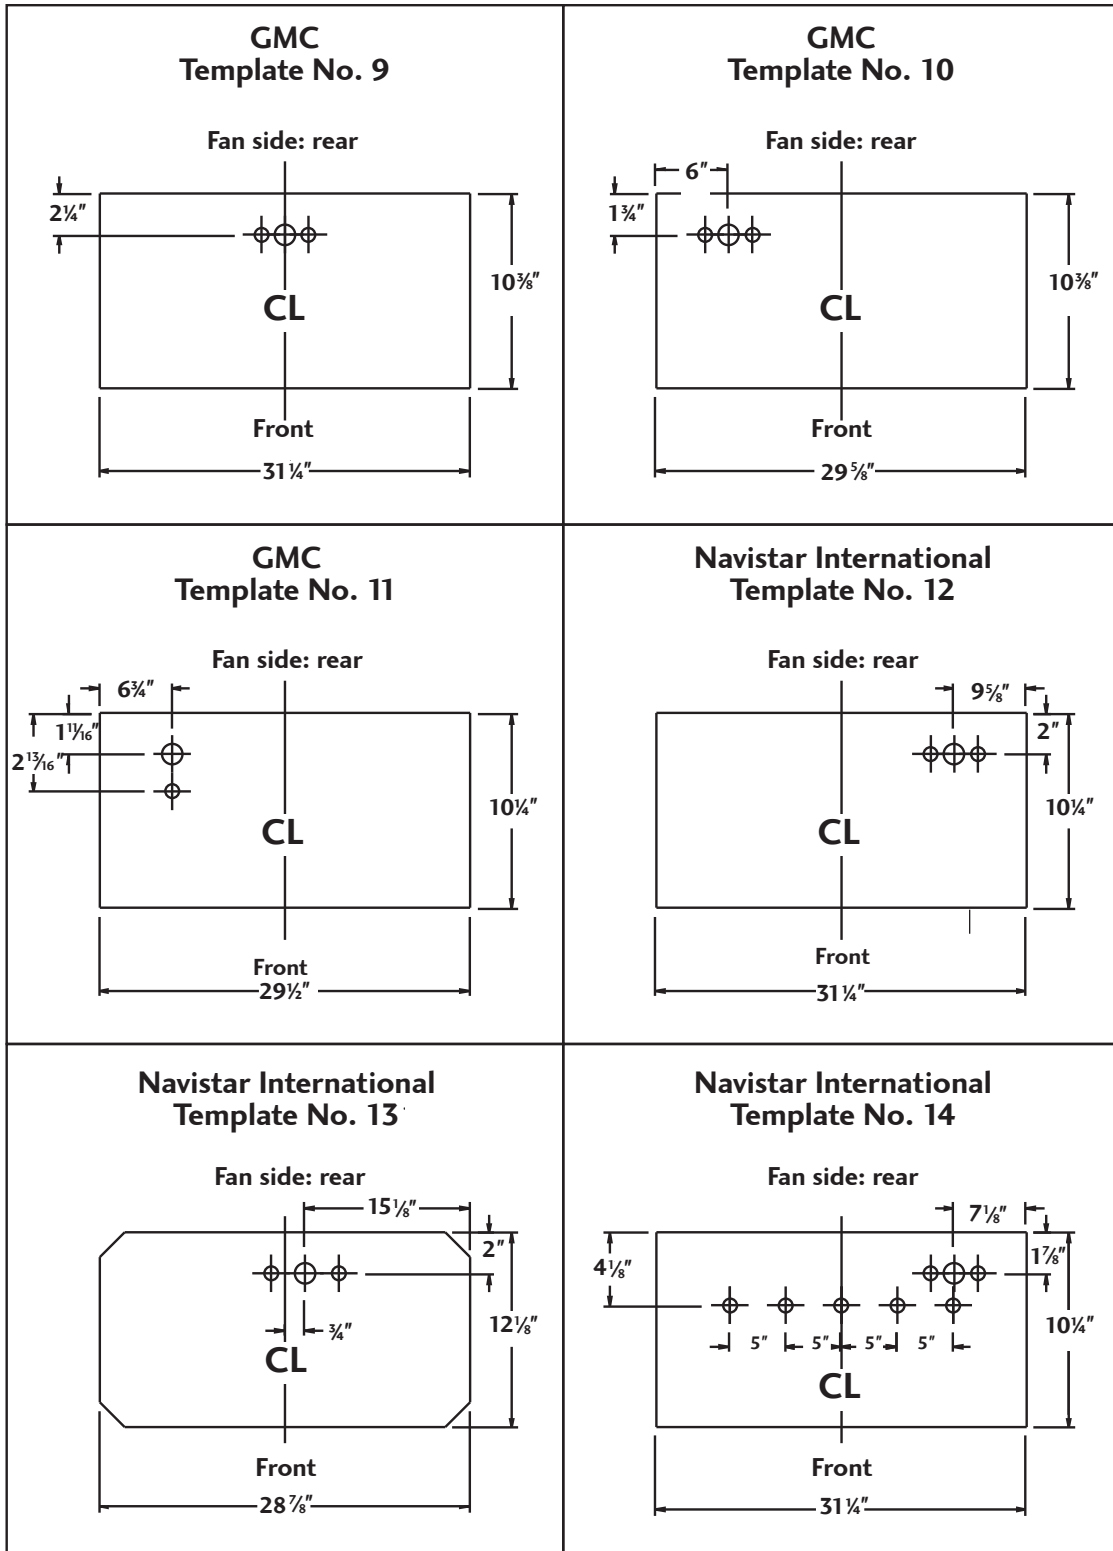 GMC
Template No. 9
Fan side: rear
2¼"
10⅜"
CL
Front
31¼"
GMC
Template No. 10
Fan side: rear
6"
1¾"
10⅜"
CL
Front
29⅝"
GMC
Template No. 11
Fan side: rear
6¾"
1 11/16"
2 13/16"
10¼"
CL
Front
29½"
Navistar International
Template No. 12
Fan side: rear
9⅝"
2"
10¼"
CL
Front
31¼"
Navistar International
Template No. 13
Fan side: rear
15⅛"
2"
12⅛"
¾"
CL
Front
28⅞"
Navistar International
Template No. 14
Fan side: rear
7⅛"
1⅞"
4⅛"
10¼"
5" 5" 5" 5"
CL
Front
31¼"